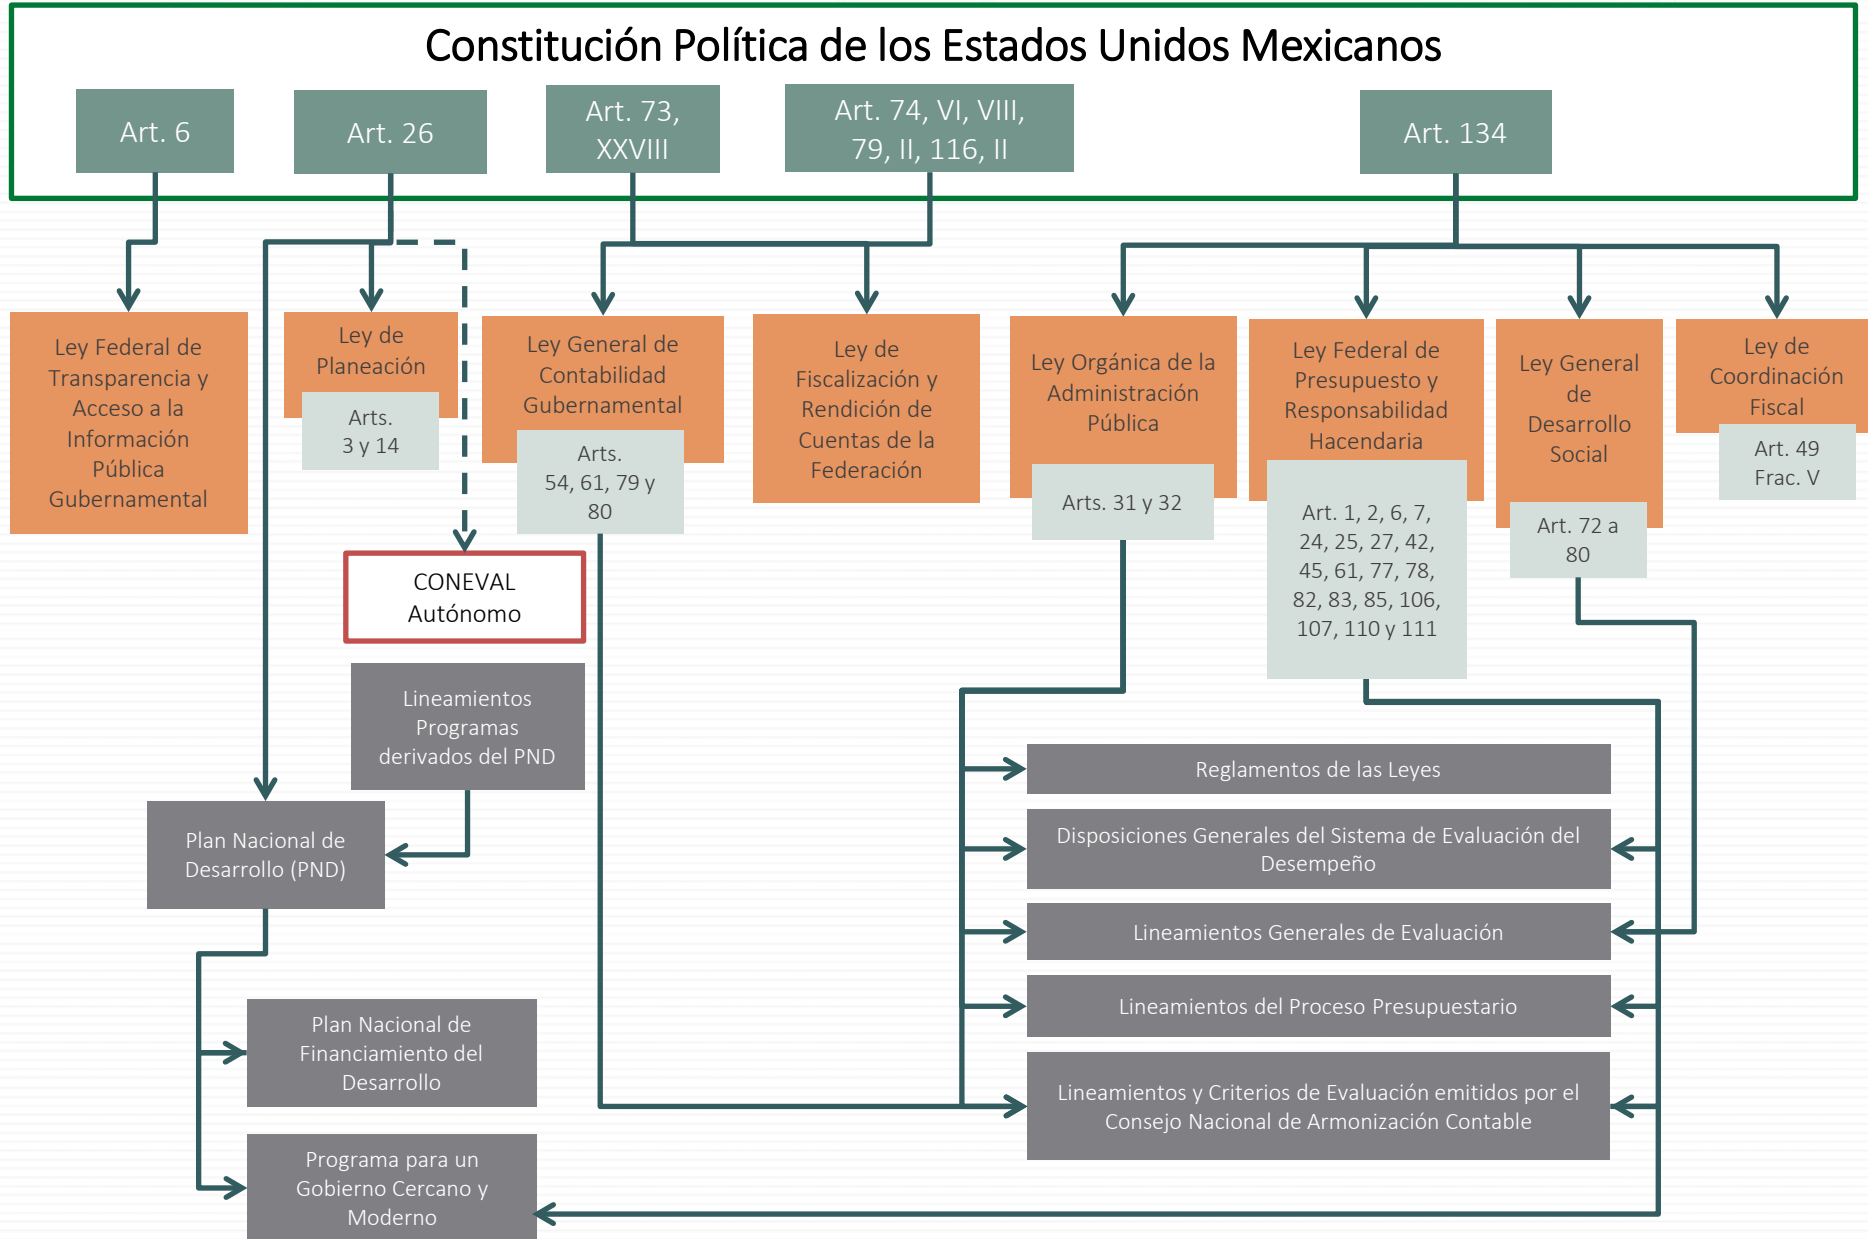 Constitución Política de los Estados Unidos Mexicanos
Art. 6
Art. 26
Art. 73,
XXVIII
Art. 74, VI, VIII,
79, II, 116, II
Art. 134
Ley Federal de
Transparencia y
Acceso a la
Información
Pública
Gubernamental
Ley de
Planeación
Arts.
3 y 14
Ley General de
Contabilidad
Gubernamental
Arts.
54, 61, 79 y
80
Ley de
Fiscalización y
Rendición de
Cuentas de la
Federación
Ley Orgánica de la
Administración
Pública
Arts. 31 y 32
Ley Federal de
Presupuesto y
Responsabilidad
Hacendaria
Art. 1, 2, 6, 7,
24, 25, 27, 42,
45, 61, 77, 78,
82, 83, 85, 106,
107, 110 y 111
Ley General
de
Desarrollo
Social
Art. 72 a
80
Ley de
Coordinación
Fiscal
Art. 49
Frac. V
CONEVAL
Autónomo
Lineamientos
Programas
derivados del PND
Plan Nacional de
Desarrollo (PND)
Plan Nacional de
Financiamiento del
Desarrollo
Programa para un
Gobierno Cercano y
Moderno
Reglamentos de las Leyes
Disposiciones Generales del Sistema de Evaluación del
Desempeño
Lineamientos Generales de Evaluación
Lineamientos del Proceso Presupuestario
Lineamientos y Criterios de Evaluación emitidos por el
Consejo Nacional de Armonización Contable